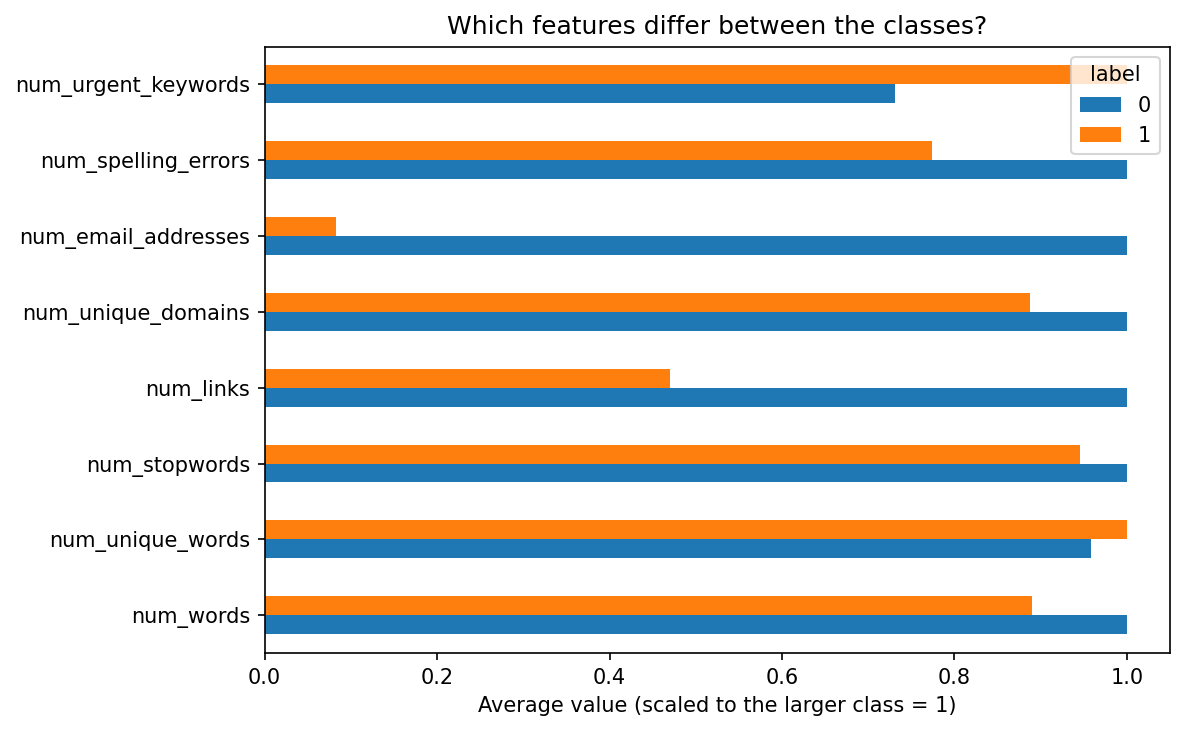 Which features differ between the classes?
num_urgent_keywords
num_spelling_errors
num_email_addresses
num_unique_domains
num_links
num_stopwords
num_unique_words
num_words
label
0
1
0.0 0.2 0.4 0.6 0.8 1.0
Average value (scaled to the larger class = 1)